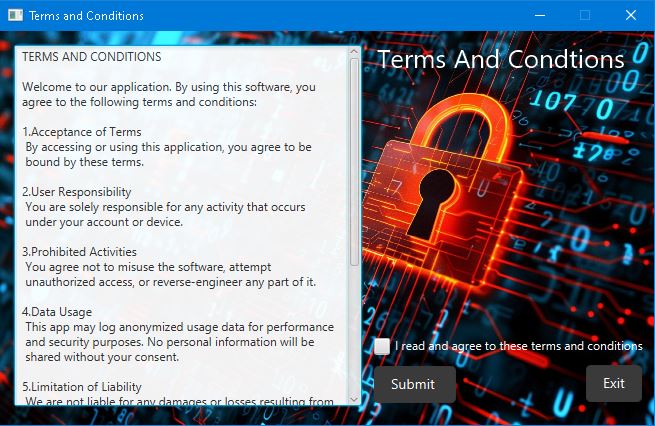 Terms and Conditions
TERMS AND CONDITIONS
Welcome to our application. By using this software, you
agree to the following terms and conditions:
1.Acceptance of Terms
By accessing or using this application, you agree to be
bound by these terms.
2.User Responsibility
You are solely responsible for any activity that occurs
under your account or device.
3.Prohibited Activities
You agree not to misuse the software, attempt
unauthorized access, or reverse-engineer any part of it.
4.Data Usage
This app may log anonymized usage data for performance
and security purposes. No personal information will be
shared without your consent.
5.Limitation of Liability
We are not liable for any damages or losses resulting from
Terms And Condtions
107 0
I read and agree to these terms and conditions
Submit
Exit